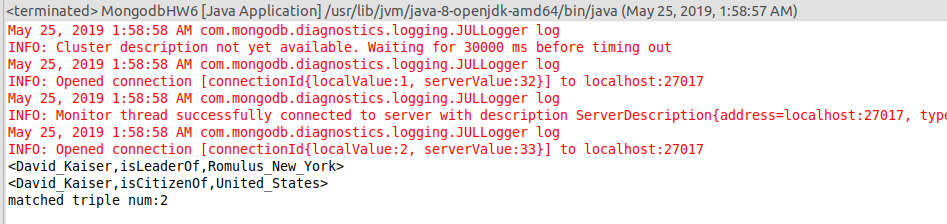 <terminated> MongodbHW6 [Java Application] /usr/lib/jvm/java-8-openjdk-amd64/bin/java (May 25, 2019, 1:58:57 AM)
May 25, 2019 1:58:58 AM com.mongodb.diagnostics.logging.JULLogger log
INFO: Cluster description not yet available. Waiting for 30000 ms before timing out
May 25, 2019 1:58:58 AM com.mongodb.diagnostics.logging.JULLogger log
INFO: Opened connection [connectionId{localValue:1, serverValue:32}] to localhost:27017
May 25, 2019 1:58:58 AM com.mongodb.diagnostics.logging.JULLogger log
INFO: Monitor thread successfully connected to server with description ServerDescription{address=localhost:27017, type
May 25, 2019 1:58:58 AM com.mongodb.diagnostics.logging.JULLogger log
INFO: Opened connection [connectionId{localValue:2, serverValue:33}] to localhost:27017
<David_Kaiser,isLeaderOf,Romulus_New_York>
<David_Kaiser,isCitizenOf,United_States>
matched triple num:2